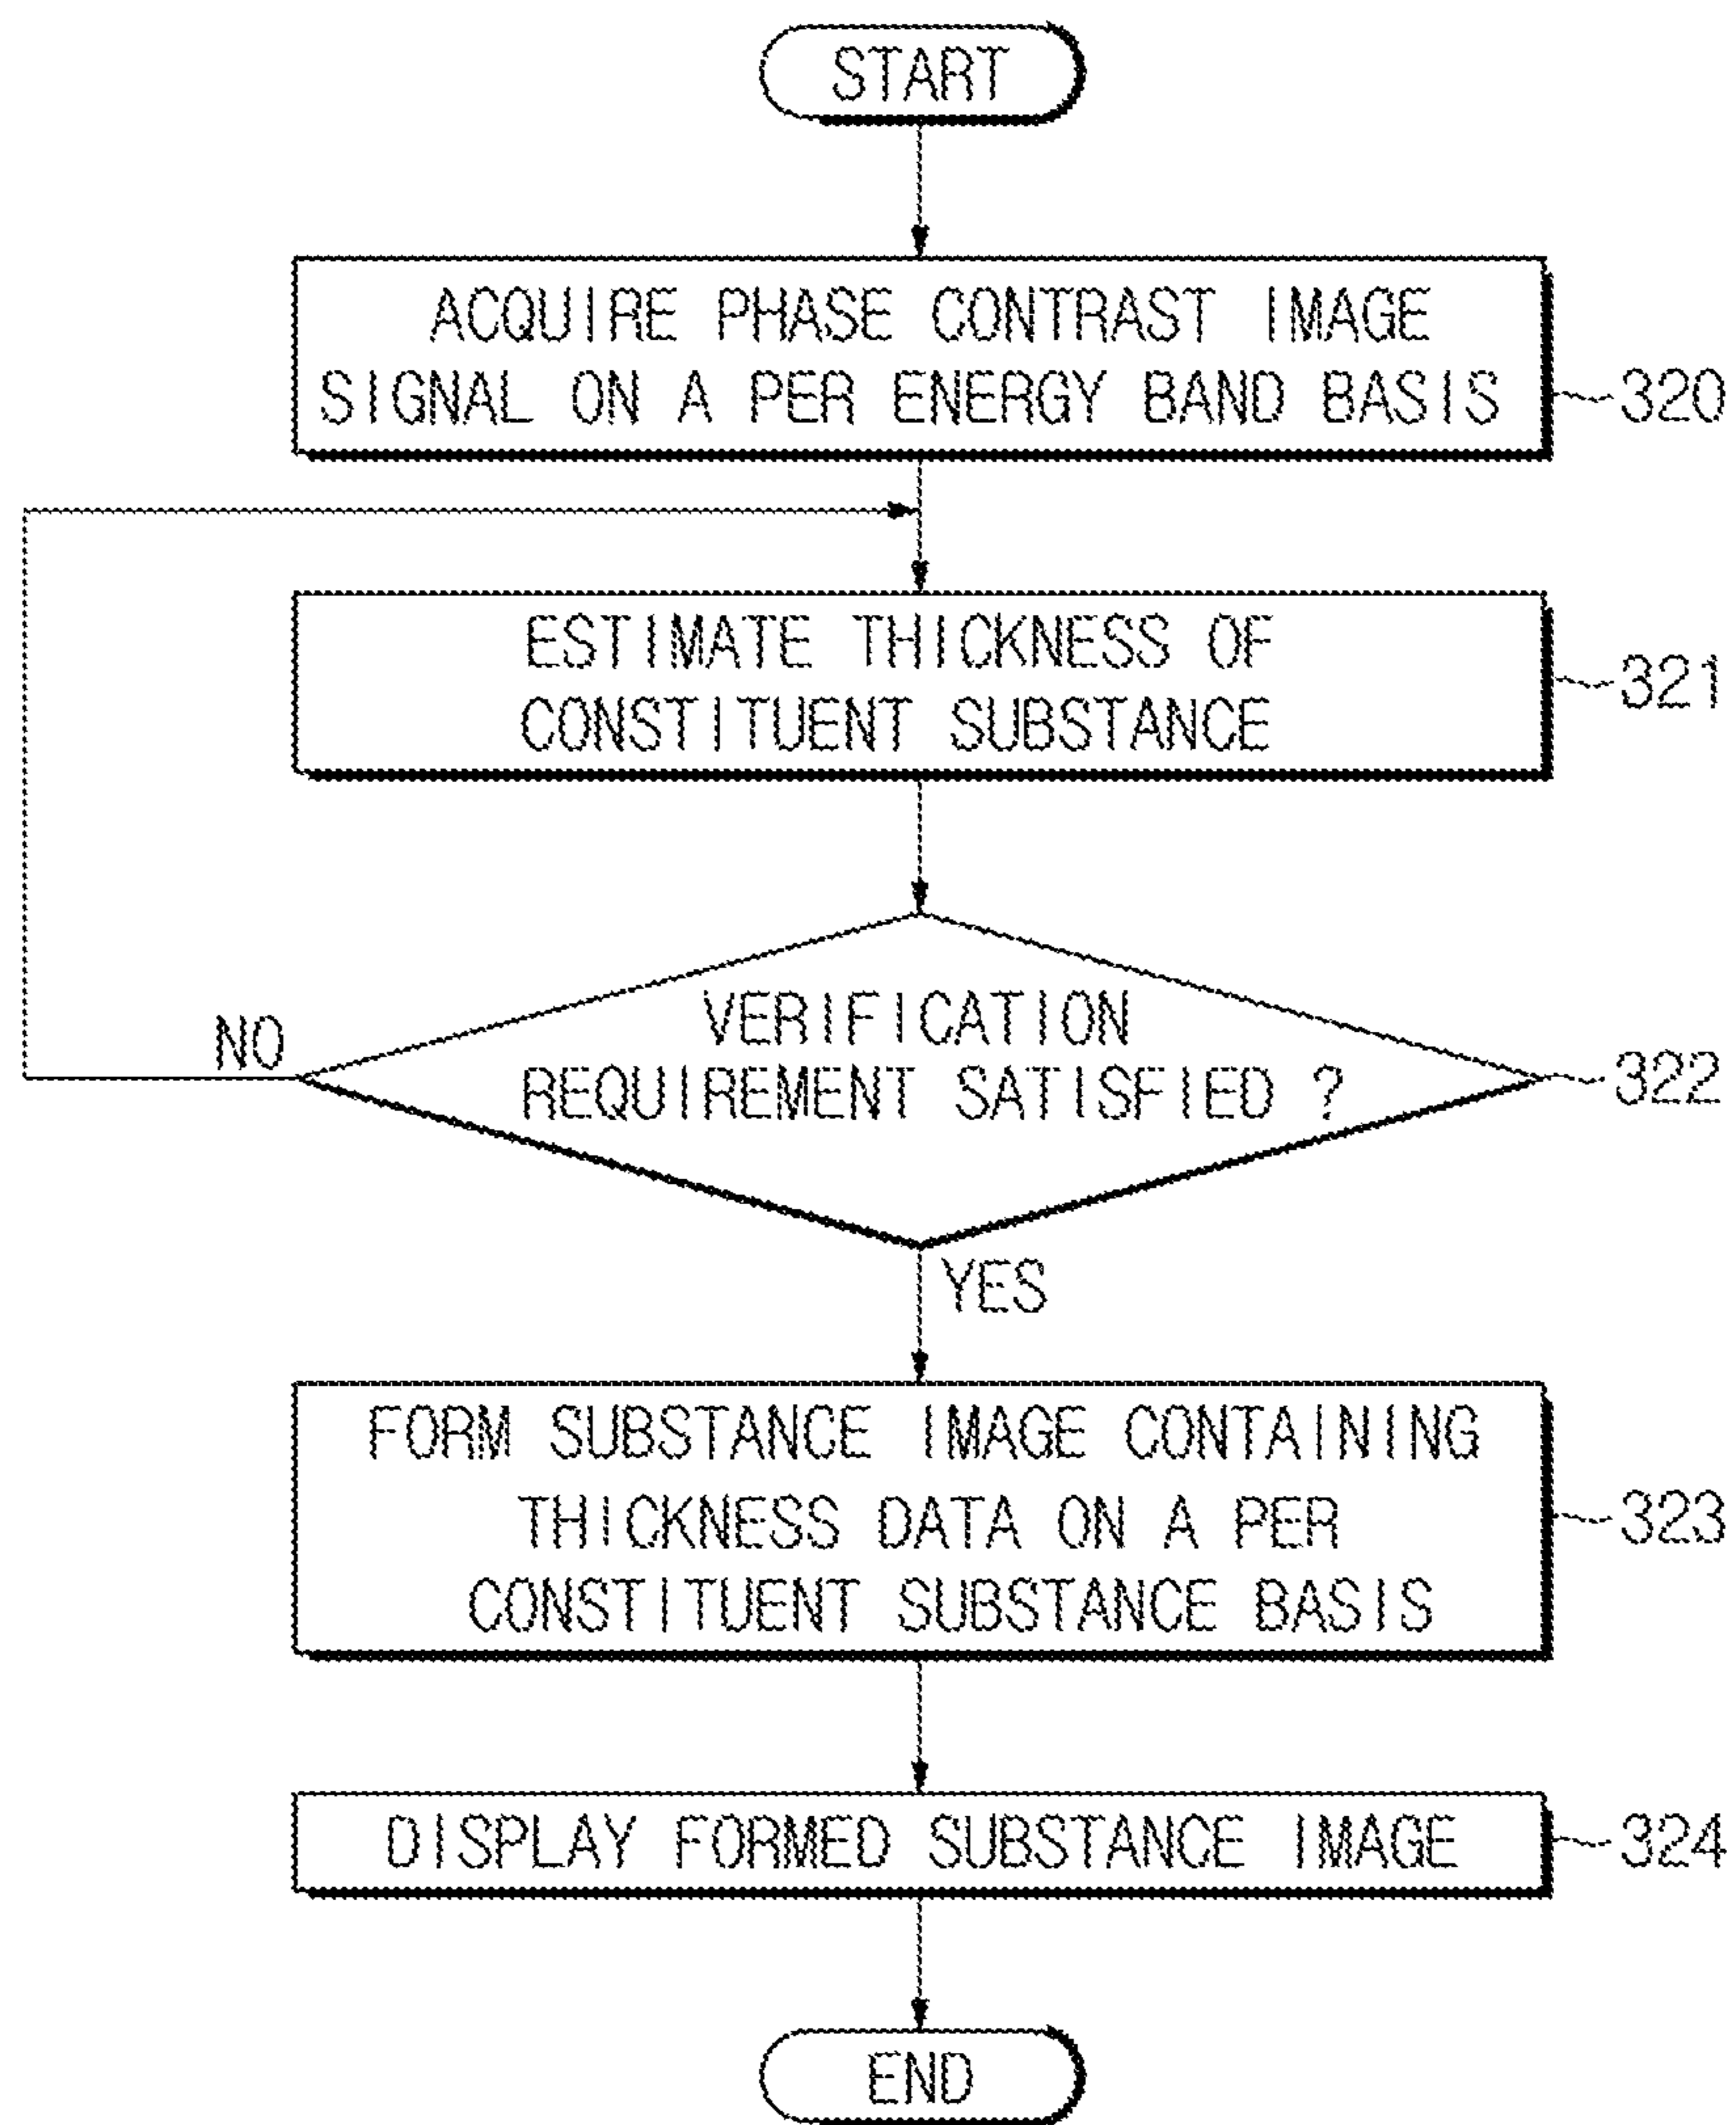 START
ACQUIRE PHASE CONTRAST IMAGE
SIGNAL ON A PER ENERGY BAND BASIS
320
ESTIMATE THICKNESS OF
CONSTITUENT SUBSTANCE
321
VERIFICATION
REQUIREMENT SATISFIED ?
322
NO
YES
FORM SUBSTANCE IMAGE CONTAINING
THICKNESS DATA ON A PER
CONSTITUENT SUBSTANCE BASIS
323
DISPLAY FORMED SUBSTANCE IMAGE
324
END